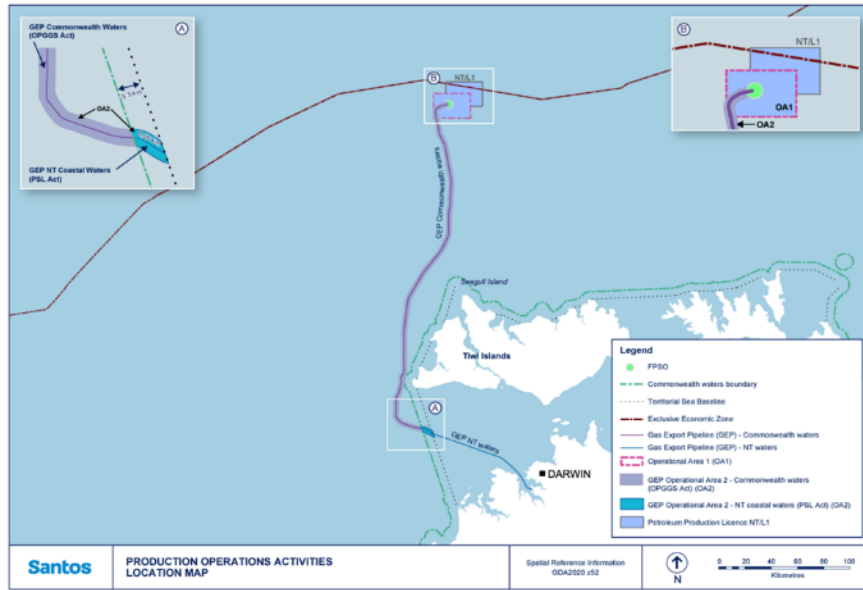 GEP Commonwealth Waters
(OPGGS Act)
A
OA2
GEP NT Coastal Waters
(PSL Act)
B
NT/L1
OA1
OA2
B
NT/L1
GEP Commonwealth waters
Seagull Island
Tiwi Islands
A
GEP NT waters
DARWIN
Legend
FPSO
Commonwealth waters boundary
Territorial Sea Baseline
Exclusive Economic Zone
Gas Export Pipeline (GEP) - Commonwealth waters
Gas Export Pipeline (GEP) - NT waters
Operational Area 1 (OA1)
GEP Operational Area 2 - Commonwealth waters
(OPGGS Act) (OA2)
GEP Operational Area 2 - NT coastal waters (PSL Act) (OA2)
Petroleum Production Licence NT/L1
Santos
PRODUCTION OPERATIONS ACTIVITIES
LOCATION MAP
Spatial Reference Information
GDA2020 z52
N
0 20 40 60 80 100
Kilometres